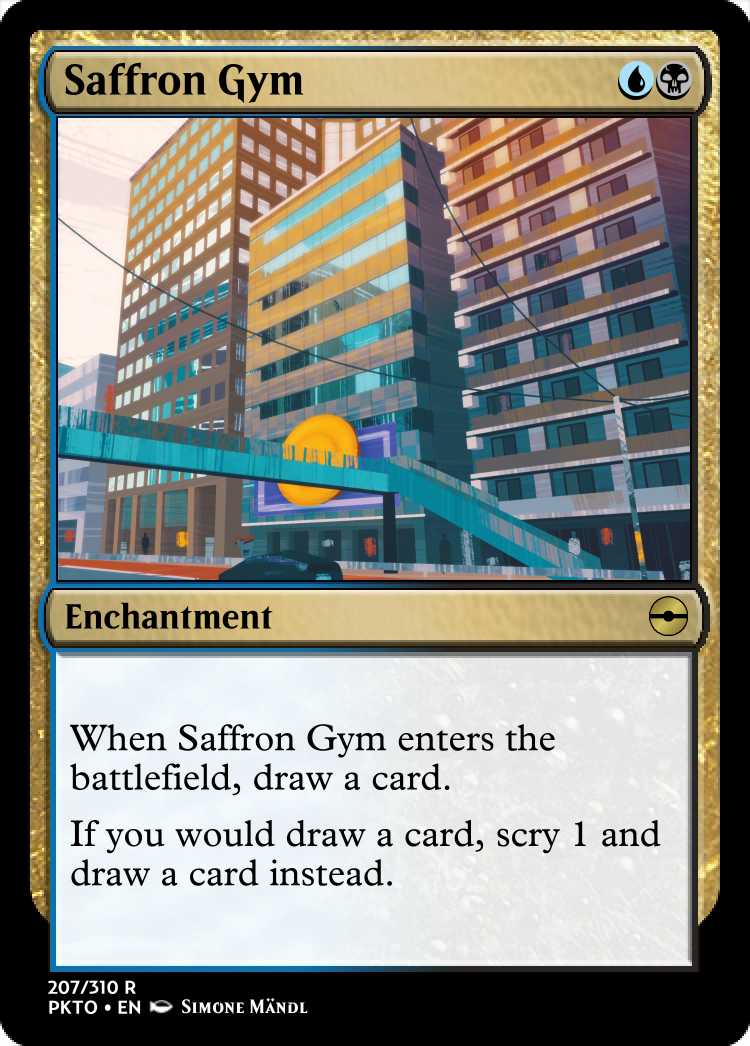 Saffron Gym
Enchantment
When Saffron Gym enters the
battlefield, draw a card.
If you would draw a card, scry 1 and
draw a card instead.
207/310 R
PKTO • EN Simone Mändl